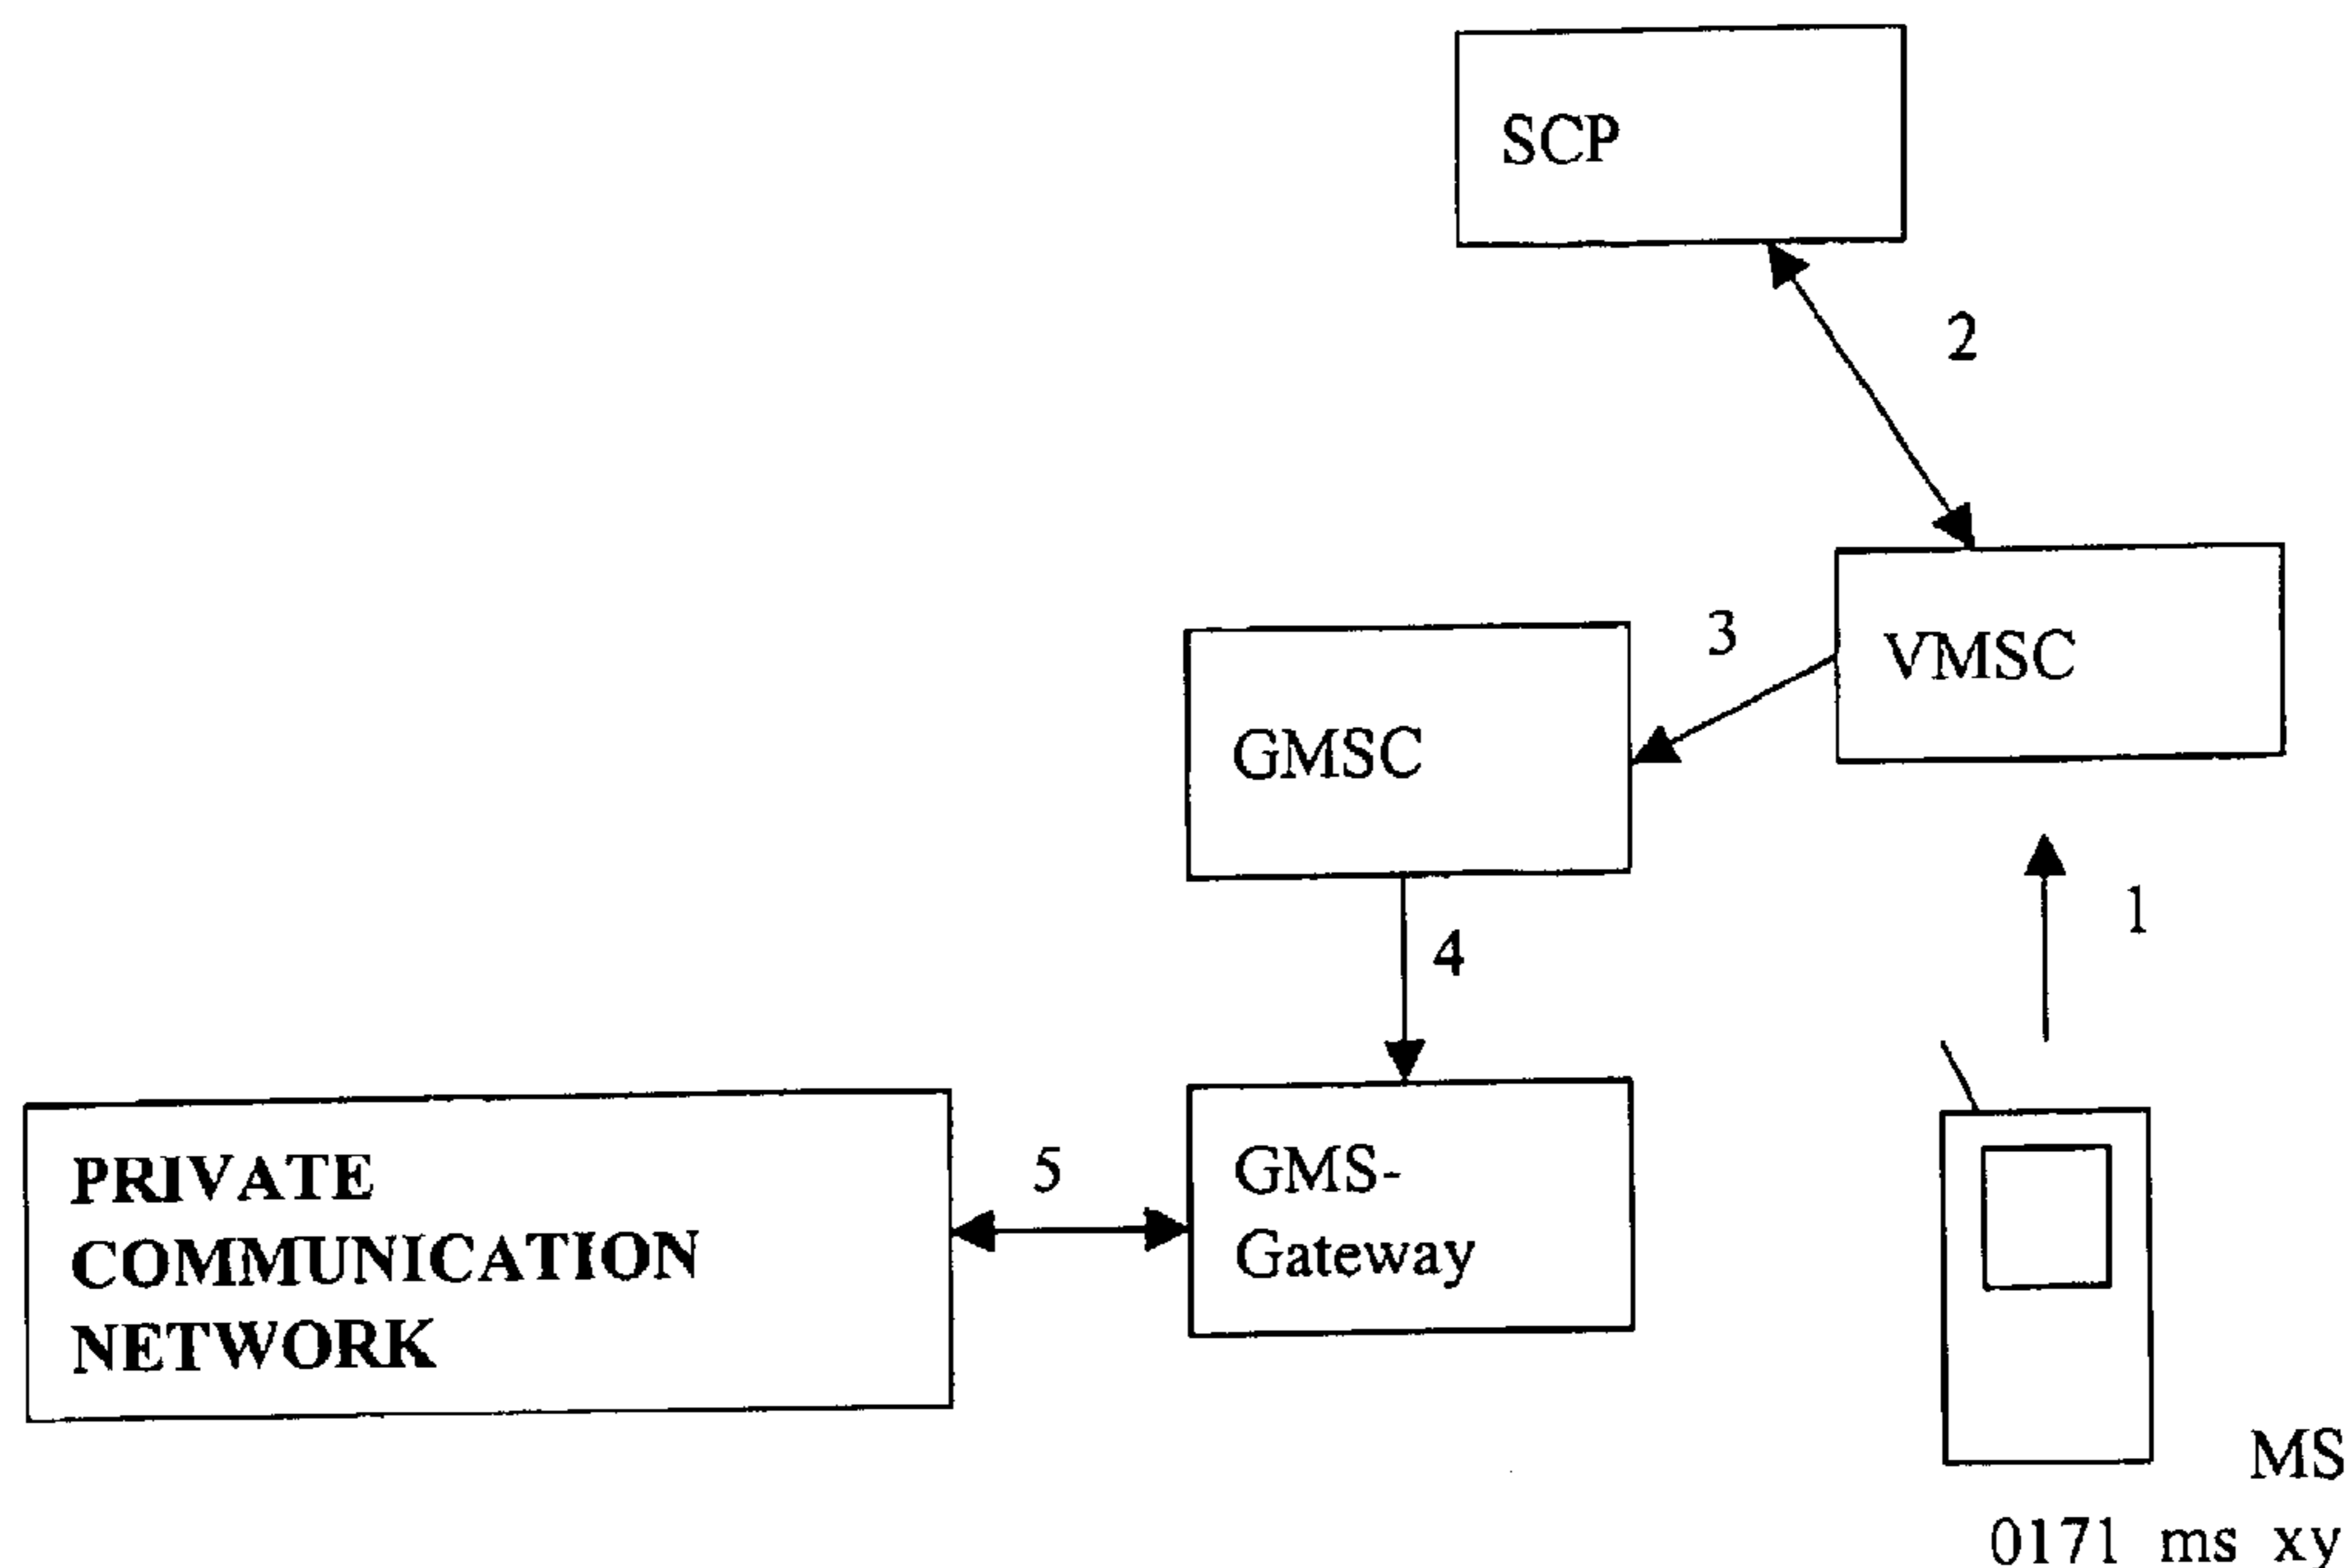 SCP
2
VMSC
3
GMSC
1
4
GMS-
Gateway
5
PRIVATE
COMMUNICATION
NETWORK
MS
0171 ms xy